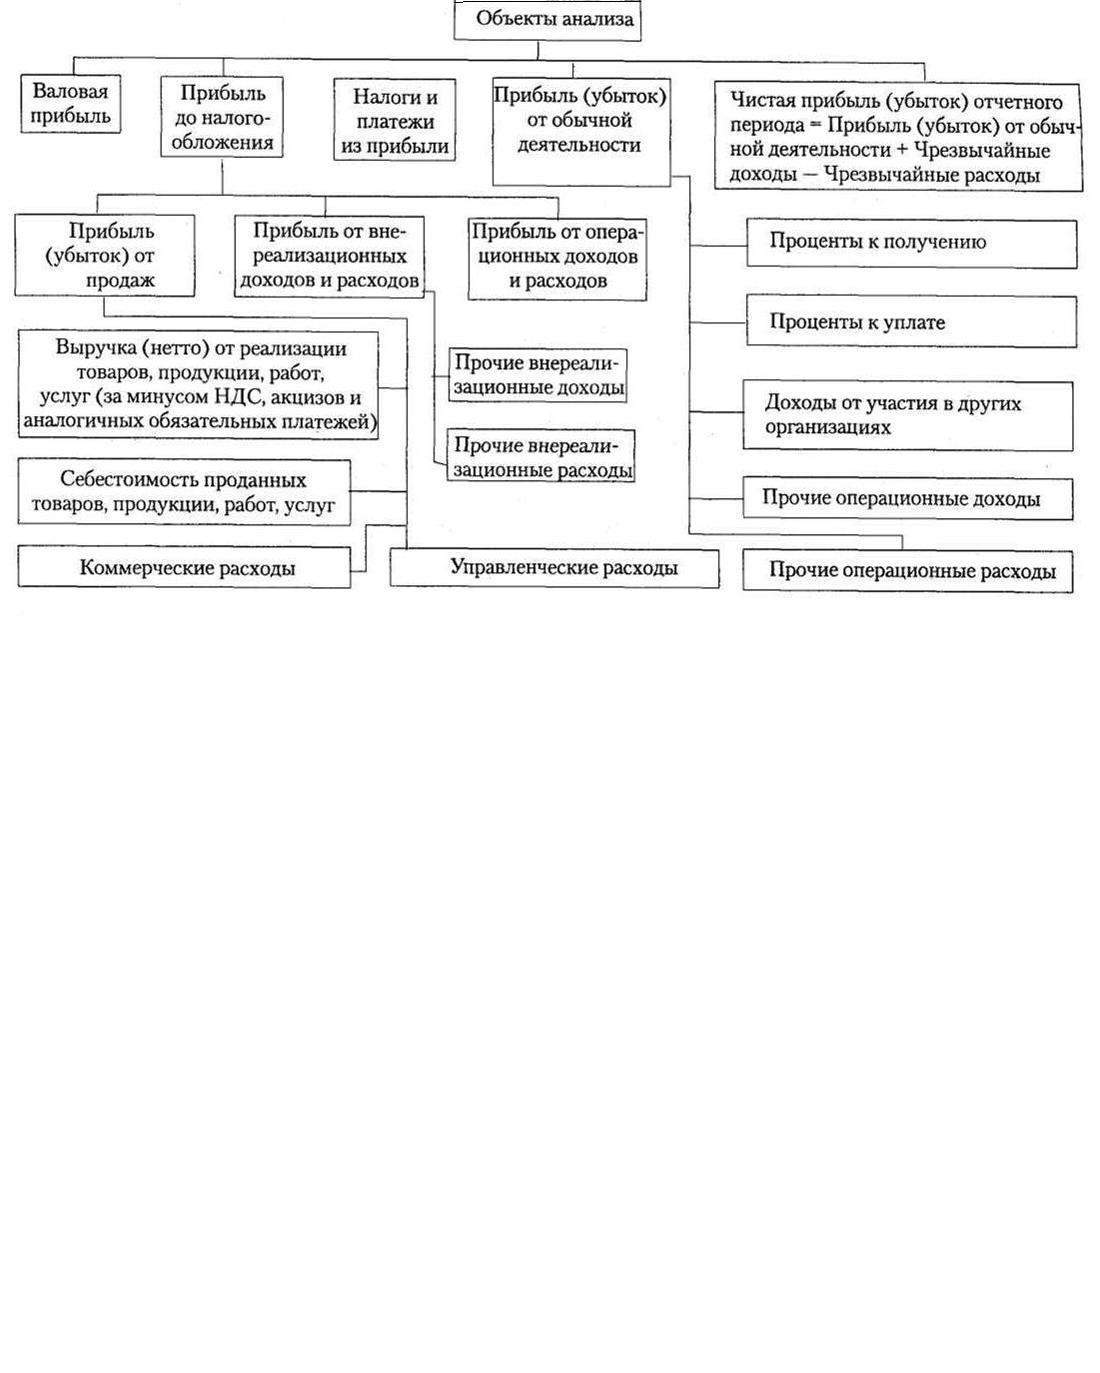 Объекты анализа
Валовая
прибыль
Прибыль
до налого-
обложения
Налоги и
платежи
из прибыли
Прибыль (убыток)
от обычной
деятельности
Чистая прибыль (убыток) отчетного
периода = Прибыль (убыток) от обыч-
ной деятельности + Чрезвычайные
доходы — Чрезвычайные расходы
Прибыль
(убыток) от
продаж
Прибыль от вне-
реализационных
доходов и расходов
Прибыль от опера-
ционных доходов
и расходов
Проценты к получению
Проценты к уплате
Выручка (нетто) от реализации
товаров, продукции, работ,
услуг (за минусом НДС, акцизов и
аналогичных обязательных платежей)
Прочие внереали-
зационные доходы
Доходы от участия в других
организациях
Прочие внереали-
зационные расходы
Себестоимость проданных
товаров, продукции, работ, услуг
Прочие операционные доходы
Коммерческие расходы
Управленческие расходы
Прочие операционные расходы